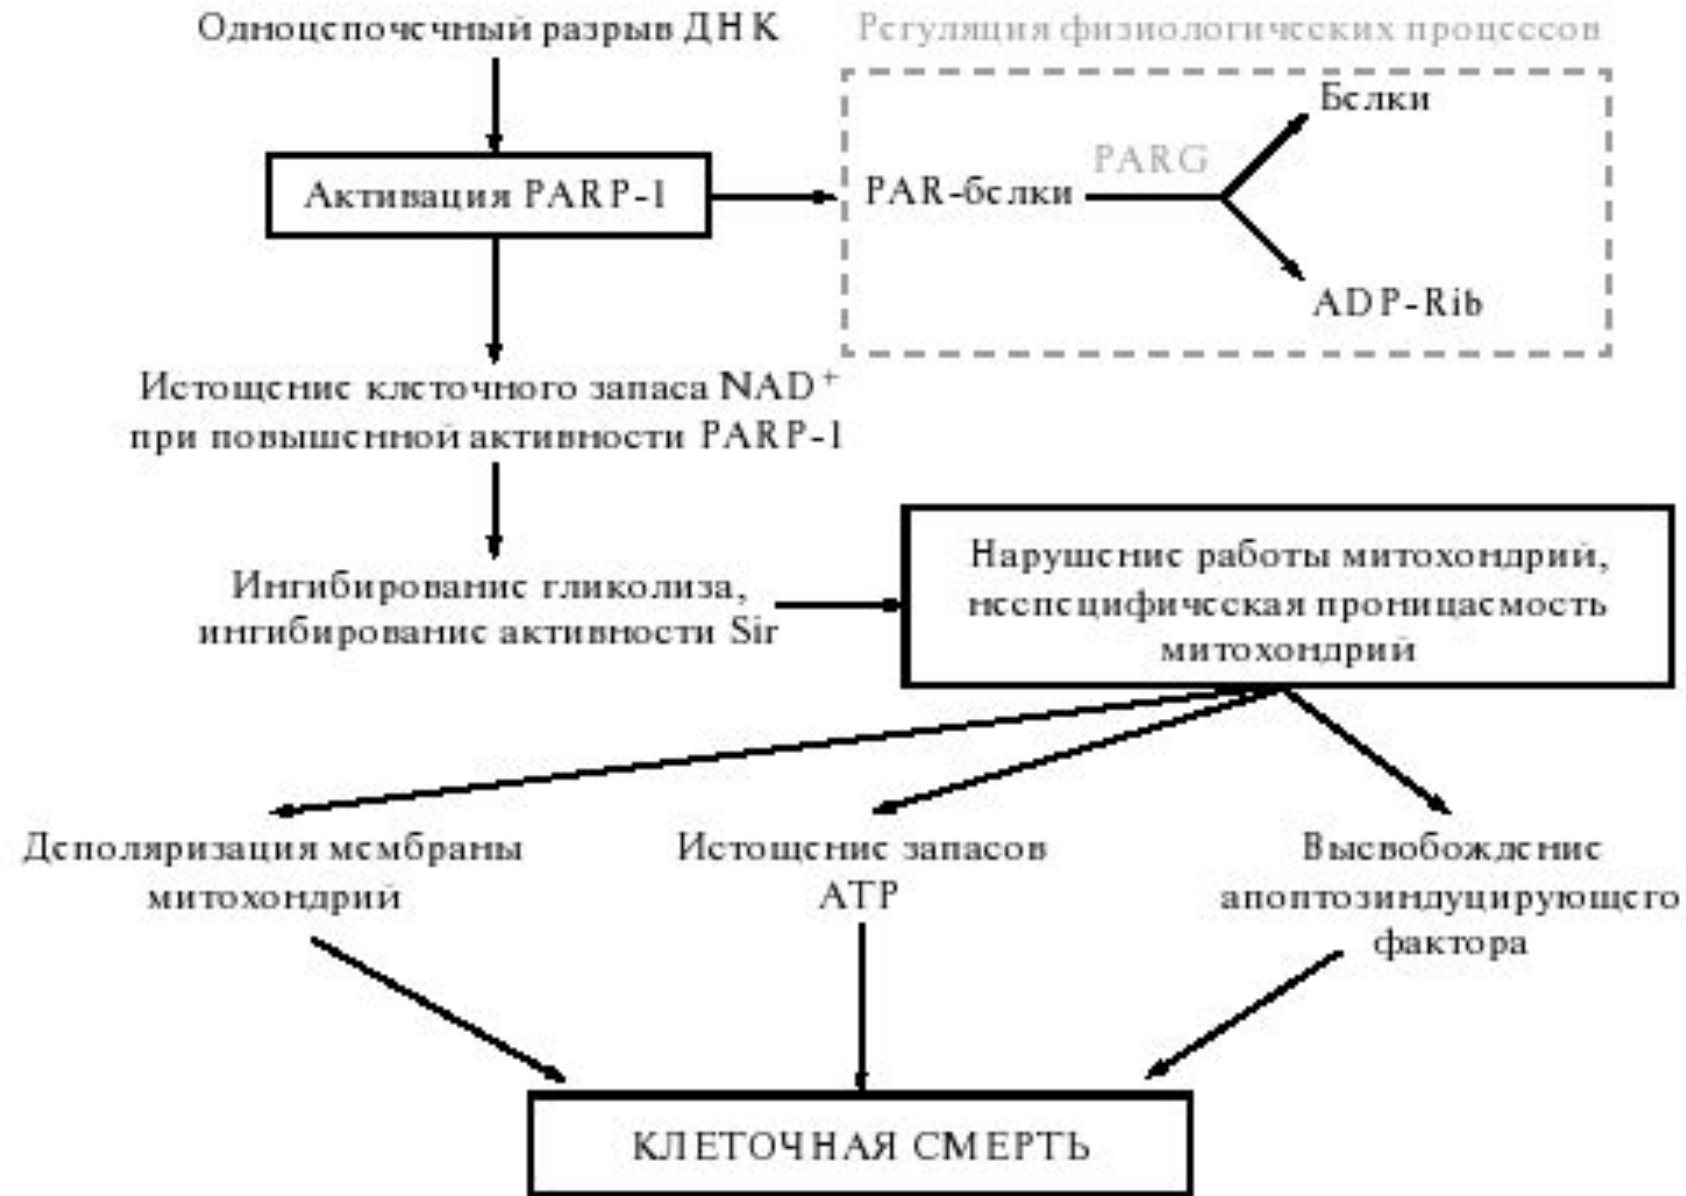 Одноцепочечный разрыв ДНК
Регуляция физиологических процессов
Белки
PARG
Активация PARP-1
PAR-белки
ADP-Rib
Истощение клеточного запаса NAD⁺
при повышенной активности PARP-1
Ингибирование гликолиза,
ингибирование активности Sir
Нарушение работы митохондрий,
неспецифическая проницаемость
митохондрий
Деполяризация мембраны
митохондрий
Истощение запасов
ATP
Высвобождение
апоптозиндуцирующего
фактора
КЛЕТОЧНАЯ СМЕРТЬ